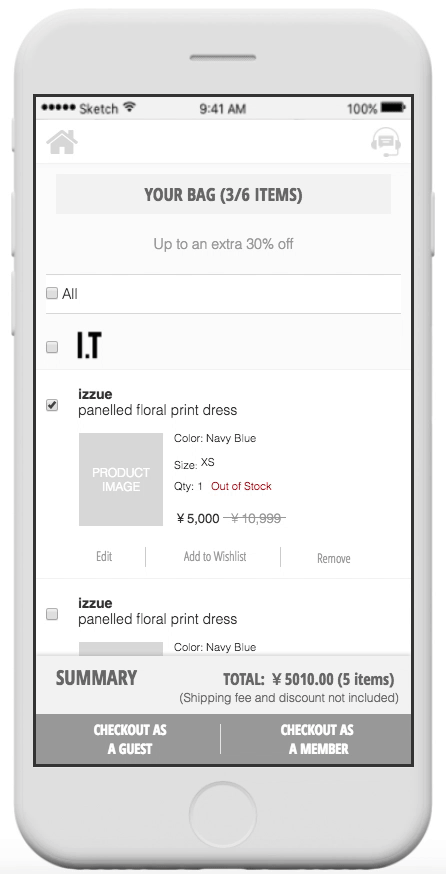 Sketch 9:41 AM 100%
YOUR BAG (3/6 ITEMS)
Up to an extra 30% off
All
I.T
izzue
panelled floral print dress
PRODUCT
IMAGE
Color: Navy Blue
Size: XS
Qty: 1 Out of Stock
¥ 5,000 ¥ 10,999
Edit Add to Wishlist Remove
izzue
panelled floral print dress
Color: Navy Blue
SUMMARY TOTAL: ¥ 5010.00 (5 items)
(Shipping fee and discount not included)
CHECKOUT AS
A GUEST
CHECKOUT AS
A MEMBER